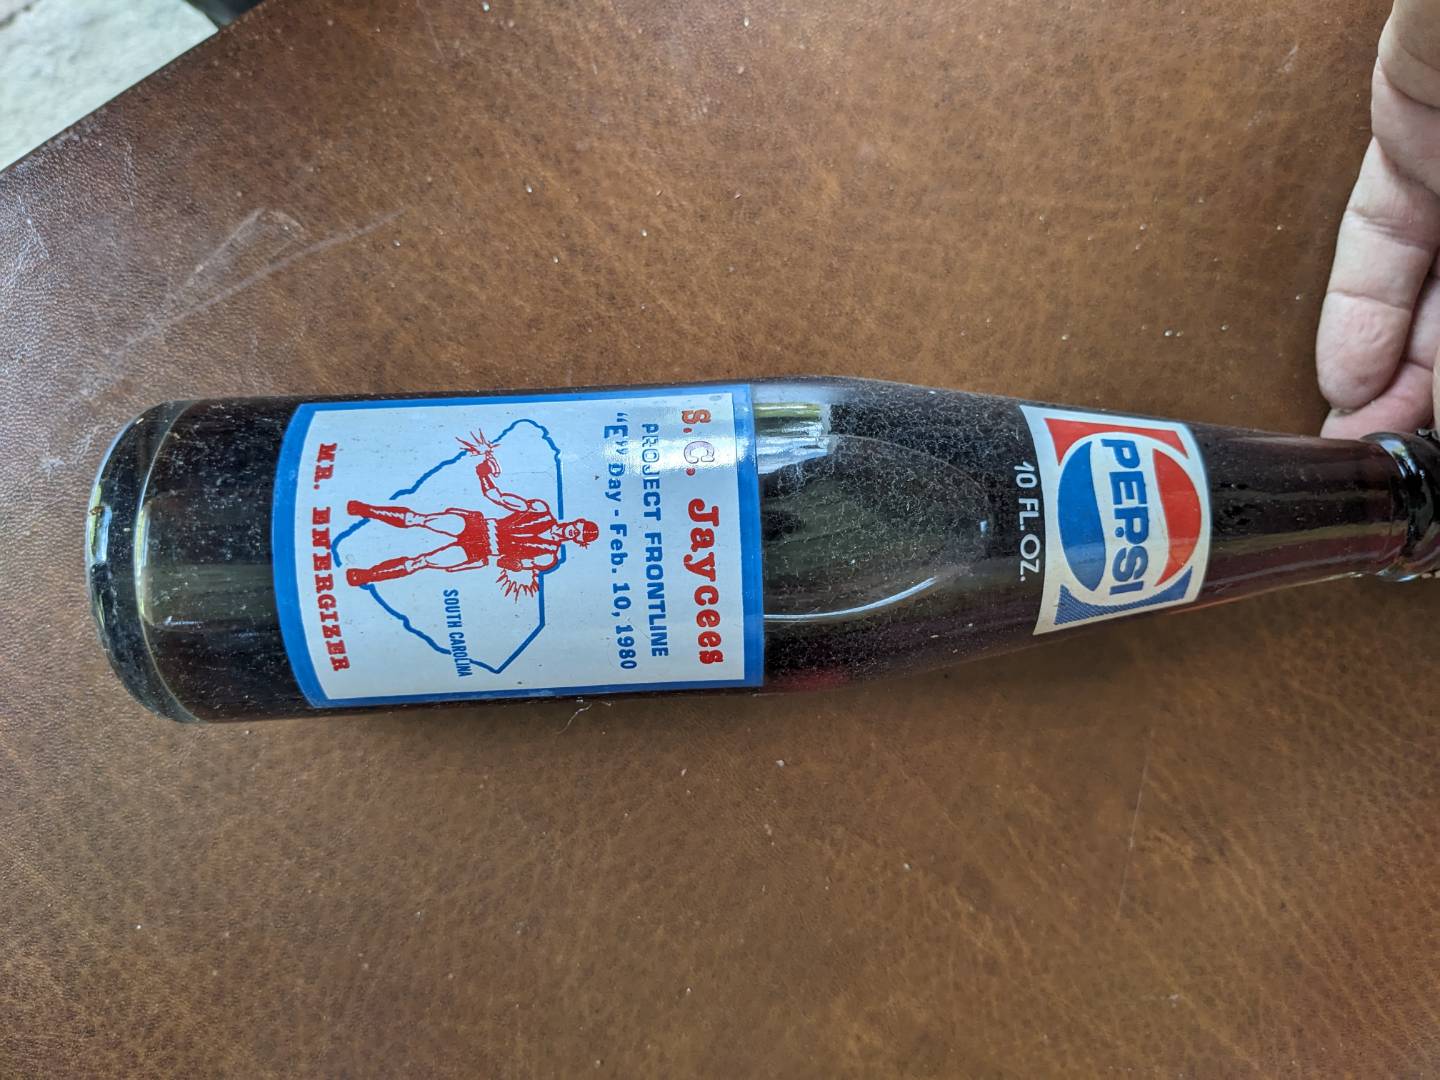 PEPSI
10 FL. OZ.
S.C. Jaycees
PROJECT FRONTLINE
"E" Day - Feb. 10, 1980
SOUTH CAROLINA
MR. ENERGIZER